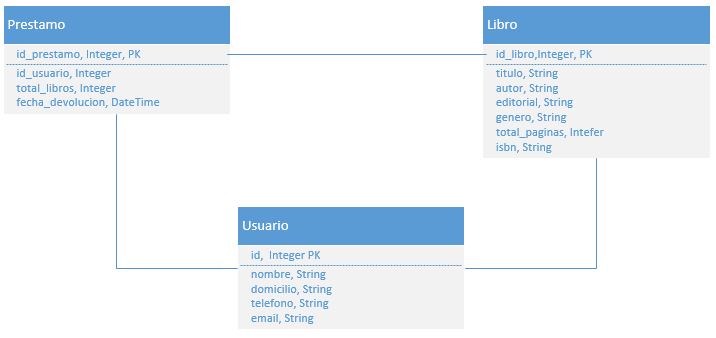 Prestamo
id_prestamo, Integer, PK
id_usuario, Integer
total_libros, Integer
fecha_devolucion, DateTime
Libro
id_libro,Integer, PK
titulo, String
autor, String
editorial, String
genero, String
total_paginas, Intefer
isbn, String
Usuario
id,  Integer PK
nombre, String
domicilio, String
telefono, String
email, String